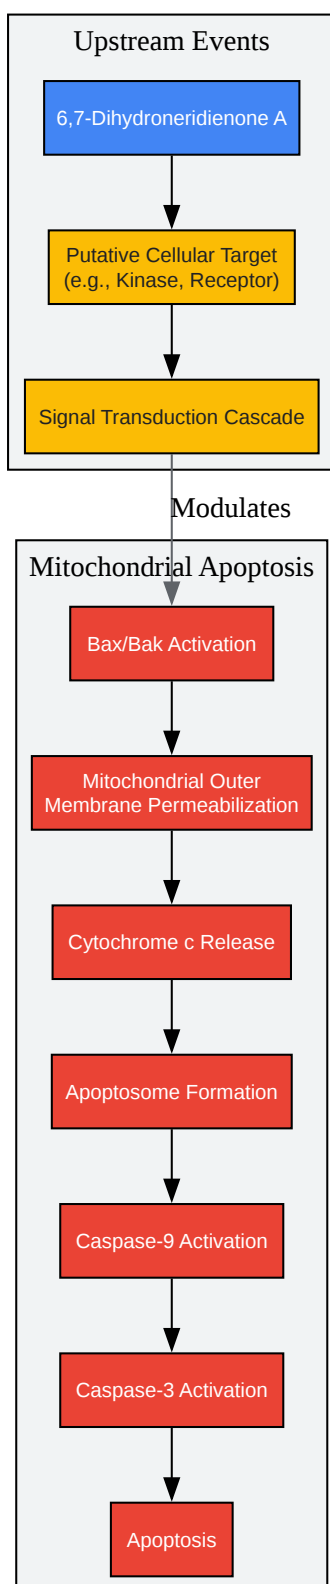 Upstream Events
6,7-Dihydroneridienone A
Putative Cellular Target
(e.g., Kinase, Receptor)
Signal Transduction Cascade
Modulates
Mitochondrial Apoptosis
Bax/Bak Activation
Mitochondrial Outer
Membrane Permeabilization
Cytochrome c Release
Apoptosome Formation
Caspase-9 Activation
Caspase-3 Activation
Apoptosis